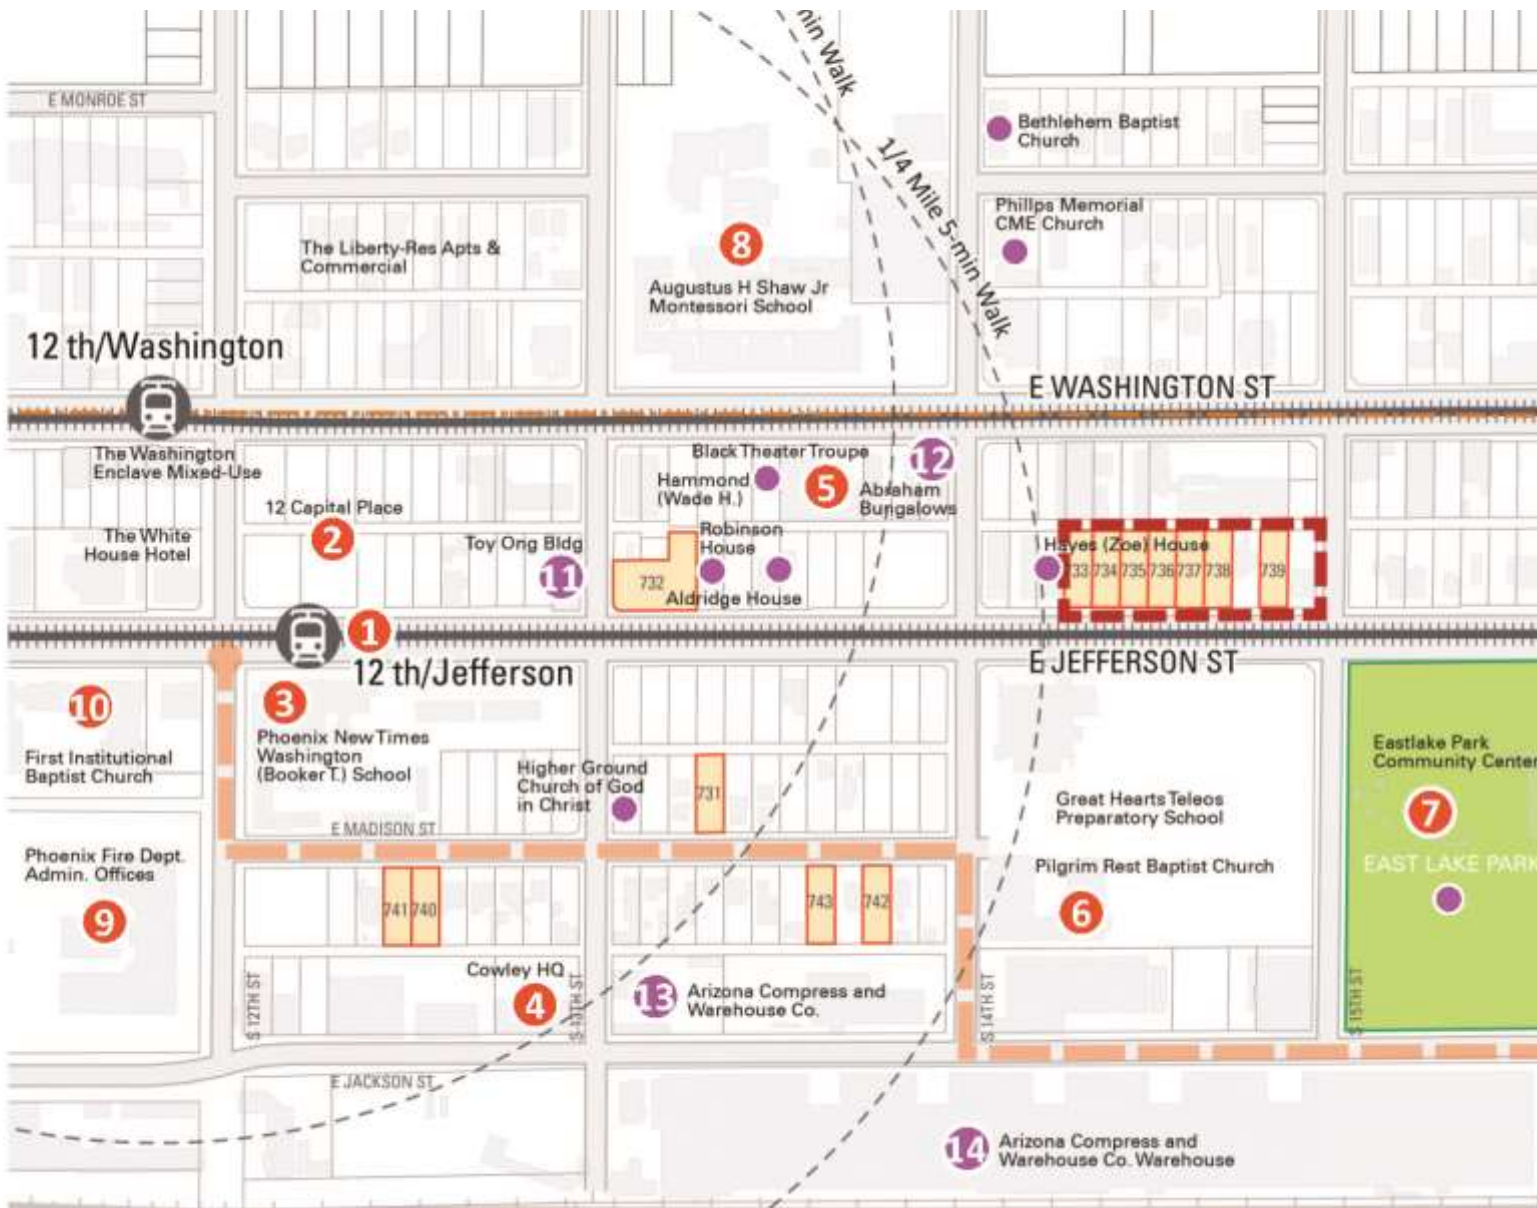 min Walk
E MONROE ST
Bethlehem Baptist
Church
1/4 Mile 5-min Walk
Phillps Memorial
CME Church
8
The Liberty-Res Apts &
Commercial
Augustus H Shaw Jr
Montessori School
12 th/Washington
E WASHINGTON ST
The Washington
Enclave Mixed-Use
Black Theater Troupe
12
Hammond
(Wade H.)
5
Abraham
Bungalows
12 Capital Place
2
The White
House Hotel
Toy Ong Bldg
11
Robinson
House
Hayes (Zoe) House
732
733
734
735
736
737
738
739
Aldridge House
1
12 th/Jefferson
E JEFFERSON ST
10
3
First Institutional
Baptist Church
Phoenix New Times
Washington
(Booker T.) School
Higher Ground
Church of God
in Christ
731
Eastlake Park
Community Center
7
Great Hearts Teleos
Preparatory School
E MADISON ST
Phoenix Fire Dept.
Admin. Offices
9
Pilgrim Rest Baptist Church
6
EAST LAKE PARK
741
740
743
742
Cowley HQ
4
13
Arizona Compress and
Warehouse Co.
S 12TH ST
S 13TH ST
S 14TH ST
S 15TH ST
E JACKSON ST
14
Arizona Compress and
Warehouse Co. Warehouse